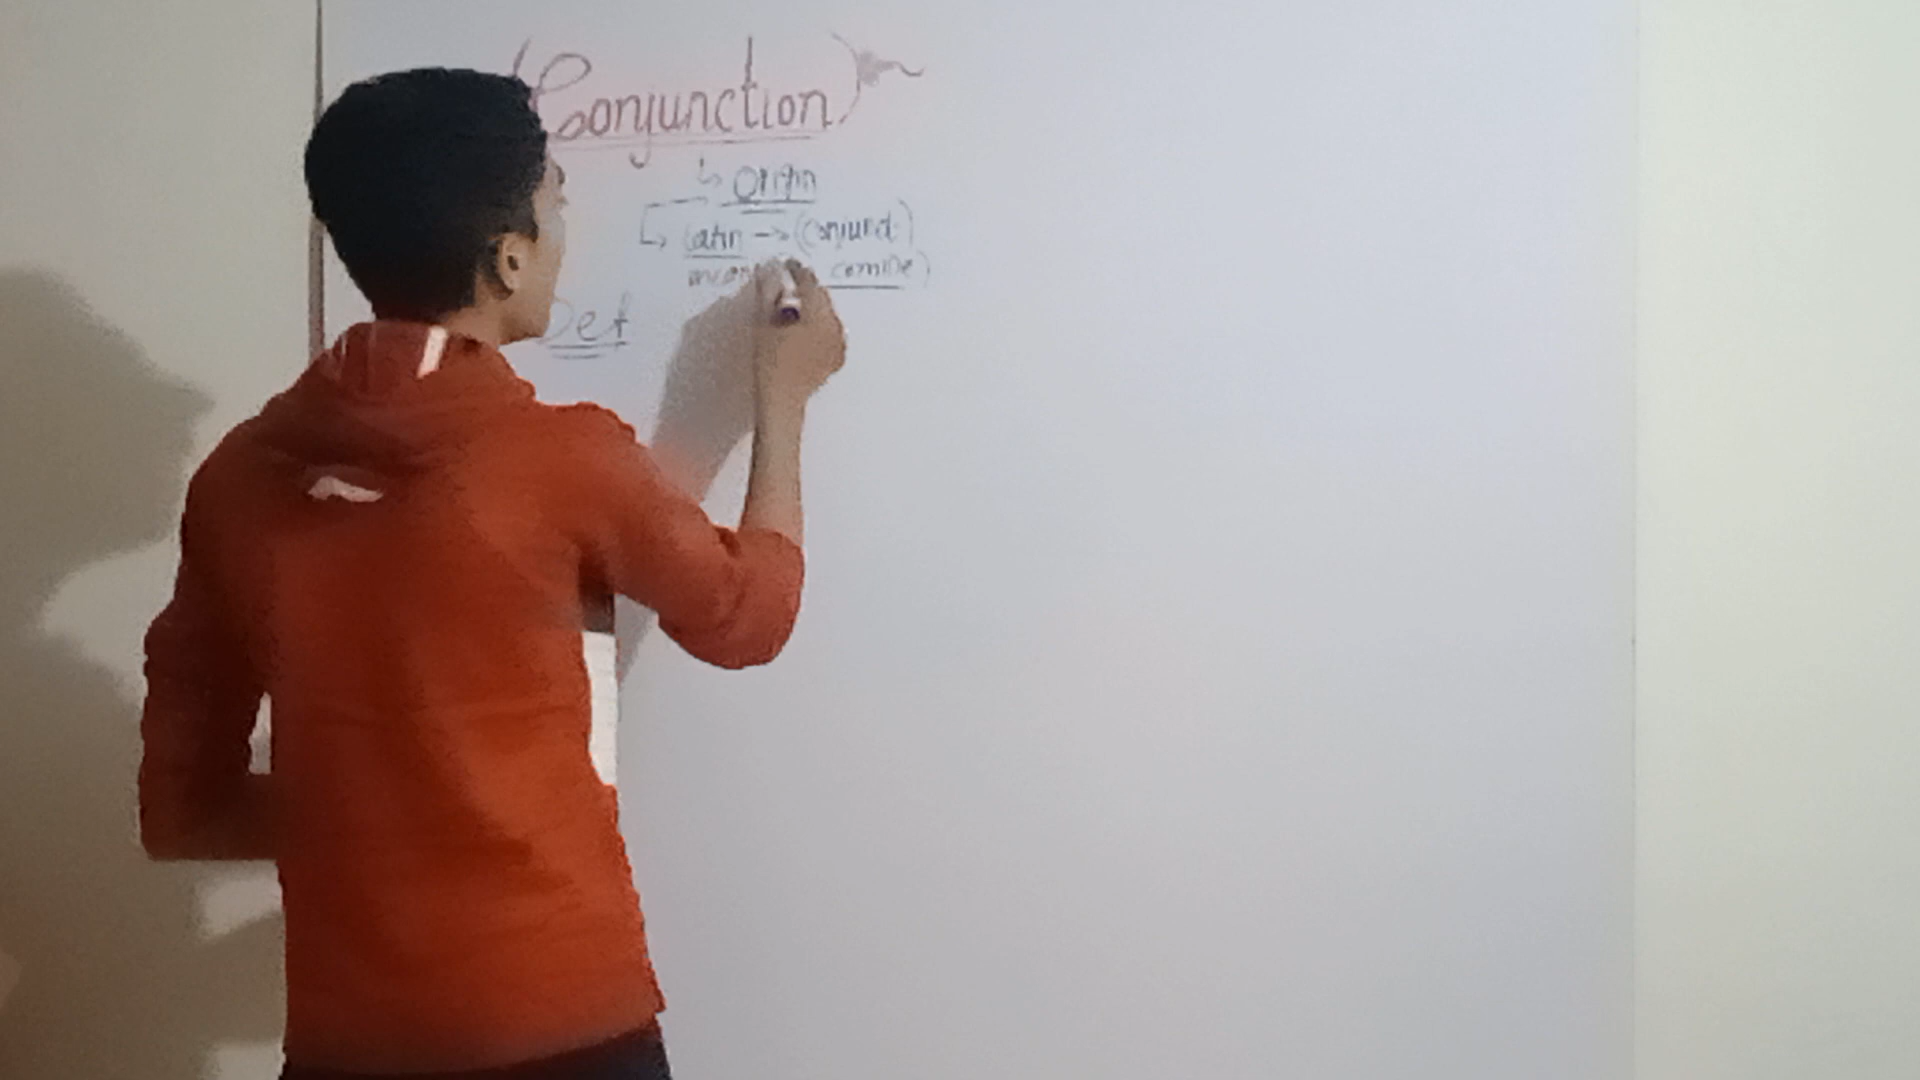 (Conjunction)
↳ Origin
↳ Latin → (Conjunct)
combine)
Def